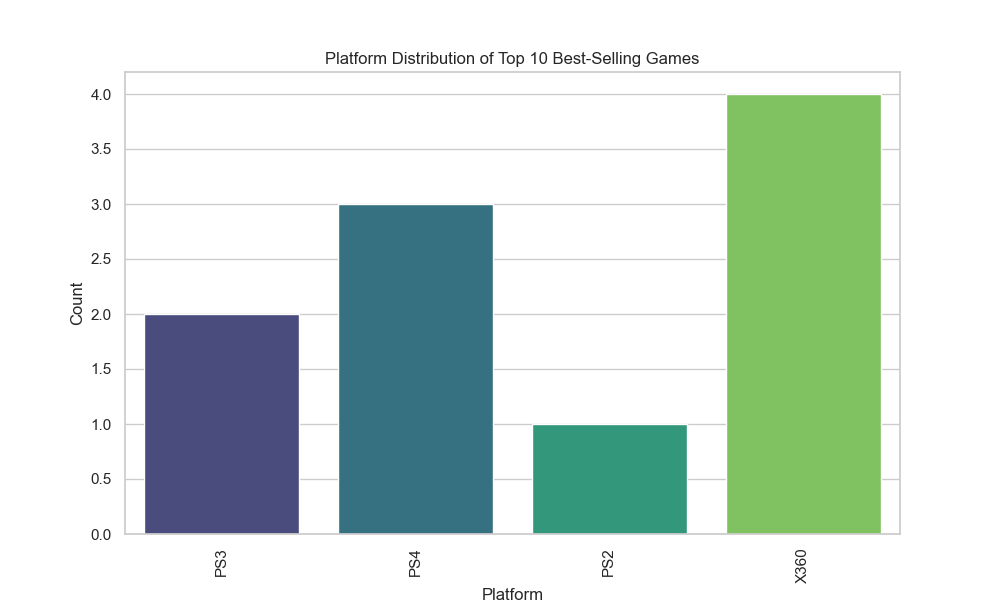 Platform Distribution of Top 10 Best-Selling Games
4.0
3.5
3.0
2.5
2.0
1.5
1.0
0.5
0.0
Count
PS3
PS4
PS2
X360
Platform